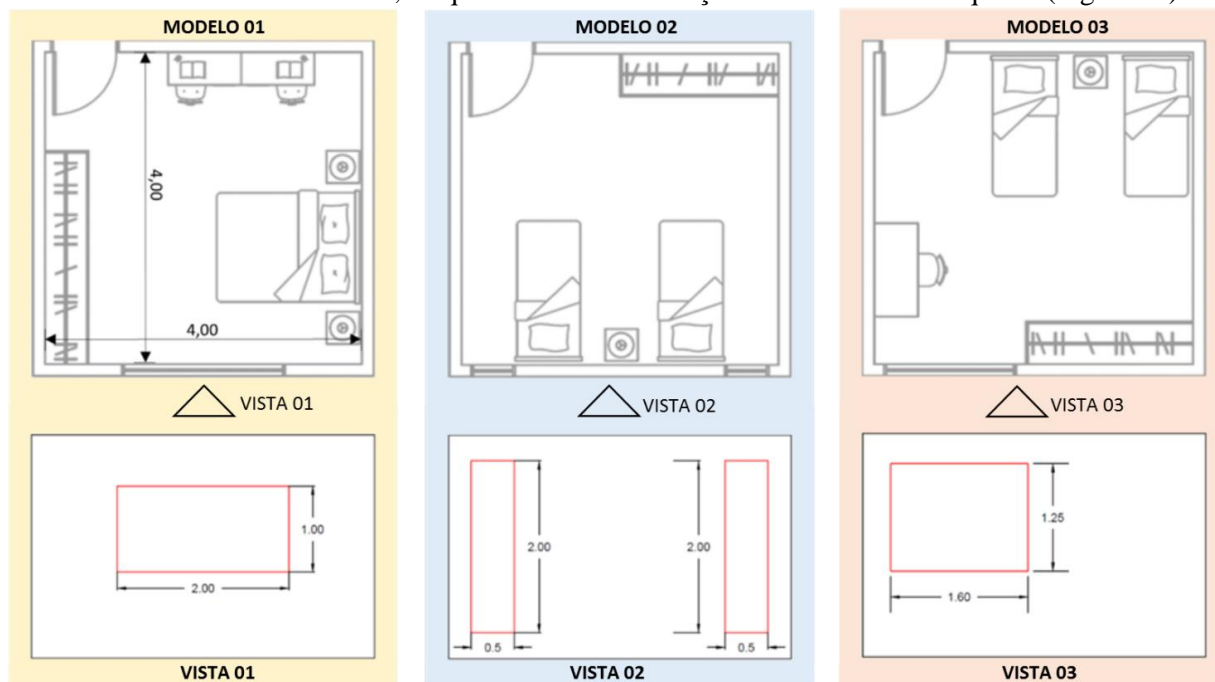 MODELO 01
4,00
4,00
VISTA 01
1.00
2.00
VISTA 01
MODELO 02
VISTA 02
2.00
2.00
0.5
0.5
VISTA 02
MODELO 03
VISTA 03
1.25
1.60
VISTA 03